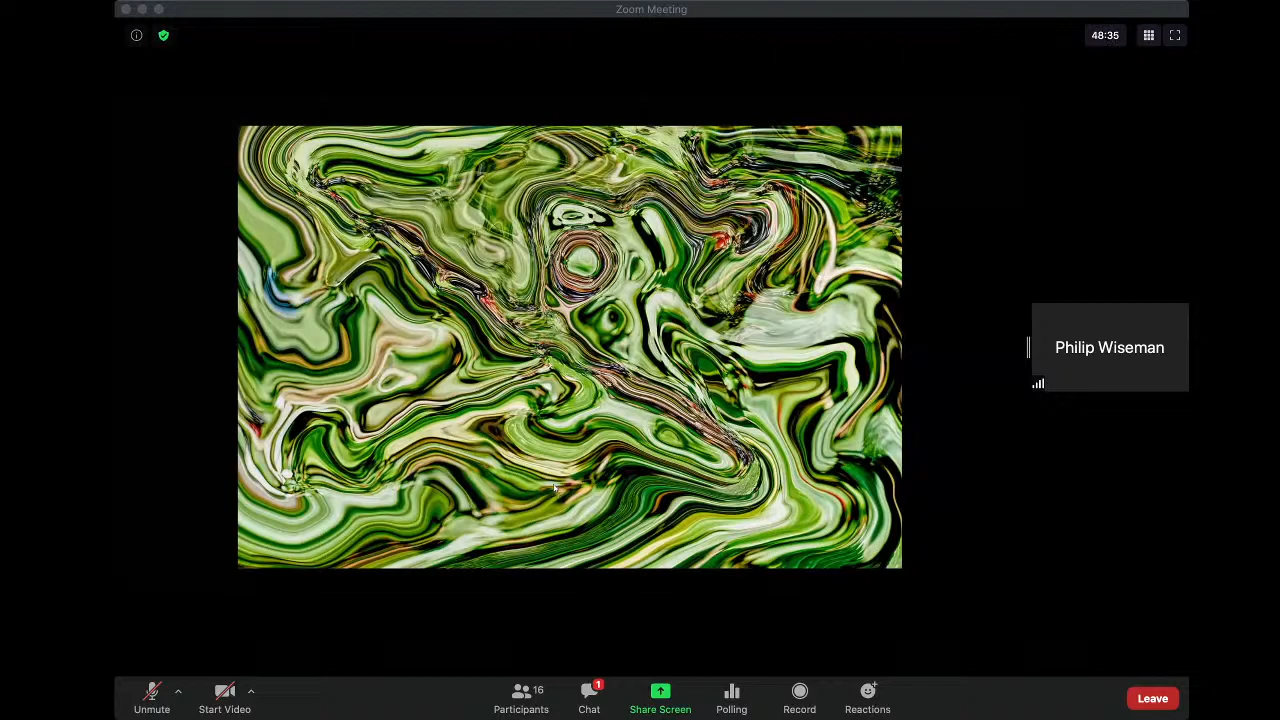 Zoom Meeting
48:35
Philip Wiseman
Unmute
Start Video
16
Participants
1
Chat
Share Screen
Polling
Record
Reactions
Leave